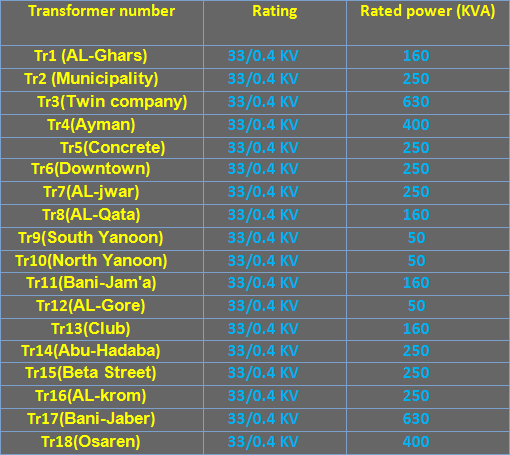 Transformer number Rating Rated power (KVA)
Tr1 (AL-Ghars) 33/0.4 KV 160
Tr2 (Municipality) 33/0.4 KV 250
Tr3(Twin company) 33/0.4 KV 630
Tr4(Ayman) 33/0.4 KV 400
Tr5(Concrete) 33/0.4 KV 250
Tr6(Downtown) 33/0.4 KV 250
Tr7(AL-jwar) 33/0.4 KV 250
Tr8(AL-Qata) 33/0.4 KV 160
Tr9(South Yanoon) 33/0.4 KV 50
Tr10(North Yanoon) 33/0.4 KV 50
Tr11(Bani-Jam'a) 33/0.4 KV 160
Tr12(AL-Gore) 33/0.4 KV 50
Tr13(Club) 33/0.4 KV 160
Tr14(Abu-Hadaba) 33/0.4 KV 250
Tr15(Beta Street) 33/0.4 KV 250
Tr16(AL-krom) 33/0.4 KV 250
Tr17(Bani-Jaber) 33/0.4 KV 630
Tr18(Osaren) 33/0.4 KV 400